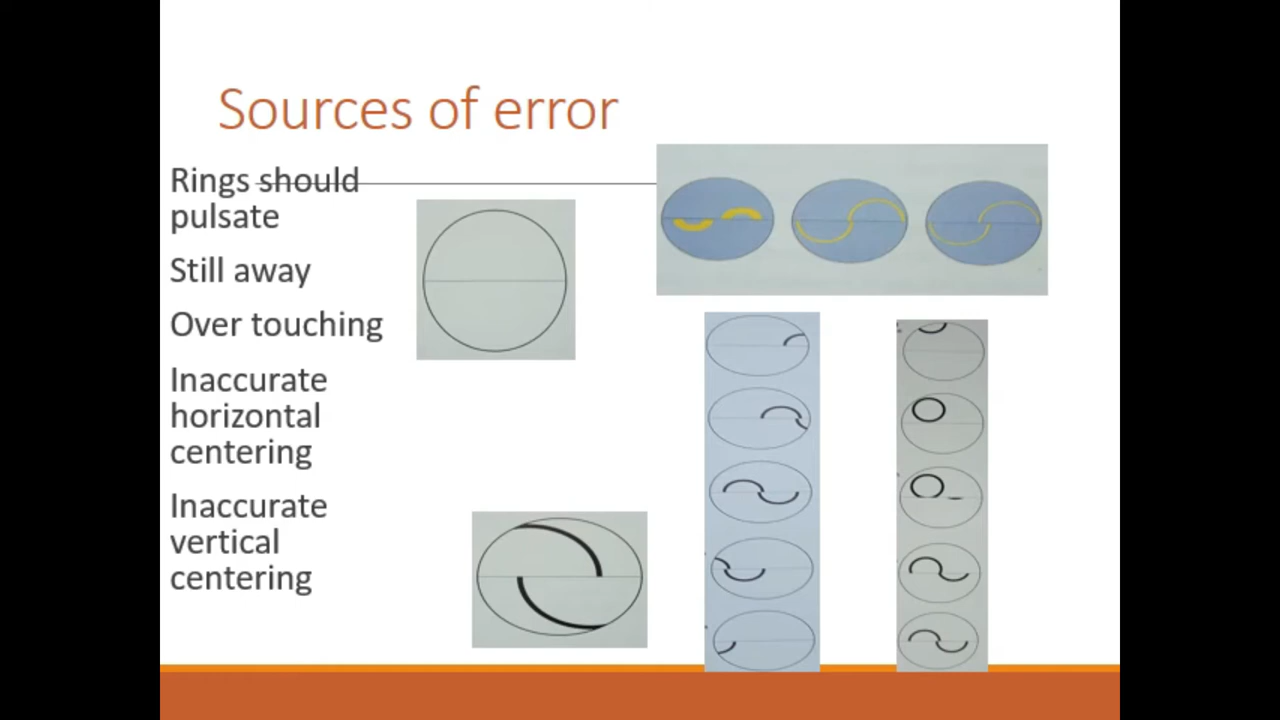 Sources of error
Rings should
pulsate
Still away
Over touching
Inaccurate
horizontal
centering
Inaccurate
vertical
centering